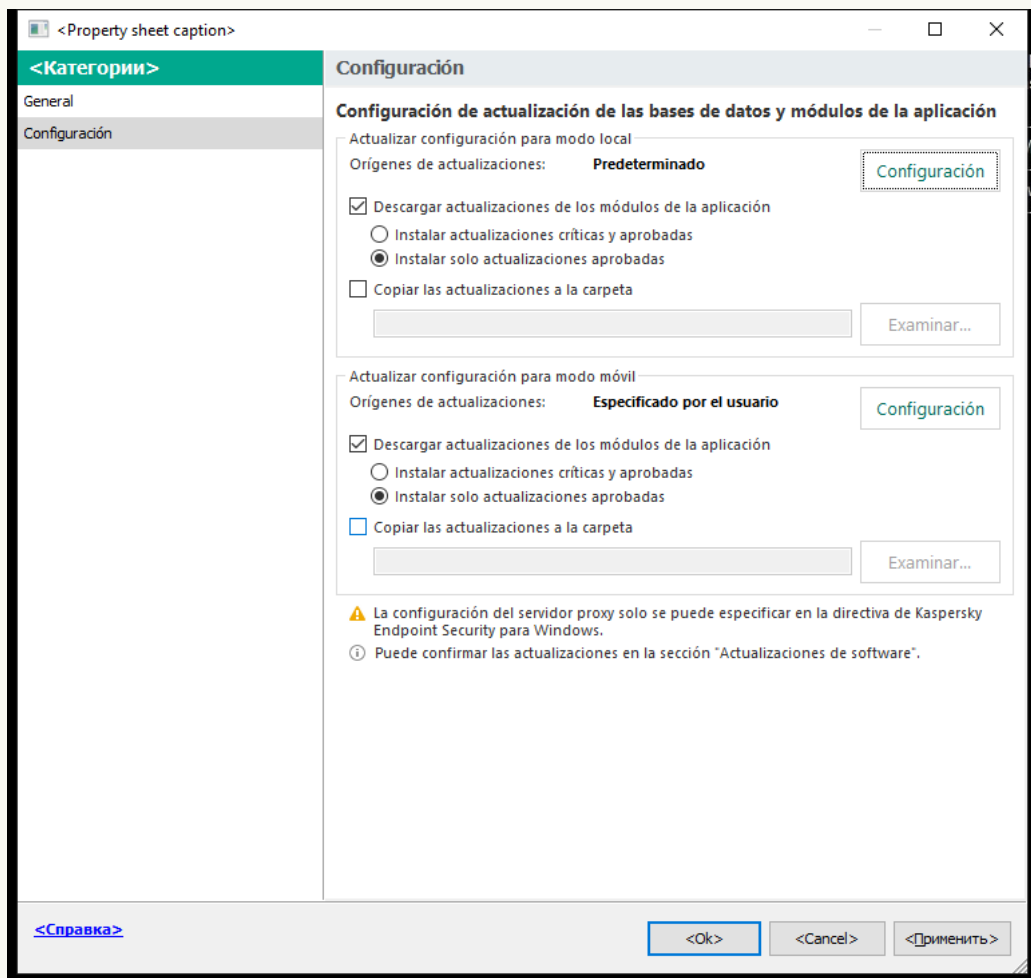 <Property sheet caption>
<Категории>
General
Configuración
Configuración
Configuración de actualización de las bases de datos y módulos de la aplicación
Actualizar configuración para modo local
Orígenes de actualizaciones: Predeterminado
Configuración
Descargar actualizaciones de los módulos de la aplicación
Instalar actualizaciones críticas y aprobadas
Instalar solo actualizaciones aprobadas
Copiar las actualizaciones a la carpeta
Examinar...
Actualizar configuración para modo móvil
Orígenes de actualizaciones: Especificado por el usuario
Configuración
Descargar actualizaciones de los módulos de la aplicación
Instalar actualizaciones críticas y aprobadas
Instalar solo actualizaciones aprobadas
Copiar las actualizaciones a la carpeta
Examinar...
La configuración del servidor proxy solo se puede especificar en la directiva de Kaspersky
Endpoint Security para Windows.
Puede confirmar las actualizaciones en la sección "Actualizaciones de software".
<Справка>
<Ok> <Cancel> <Применить>